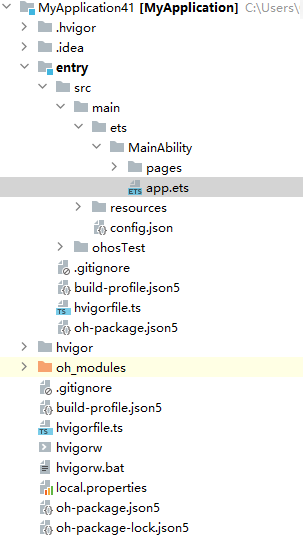 MyApplication41 [MyApplication] C:\Users\
.hvigor
.idea
entry
src
main
ets
MainAbility
pages
ETS app.ets
resources
config.json
ohosTest
.gitignore
build-profile.json5
TS hvigorfile.ts
oh-package.json5
hvigor
oh_modules
.gitignore
build-profile.json5
TS hvigorfile.ts
hvigorw
hvigorw.bat
local.properties
oh-package.json5
oh-package-lock.json5